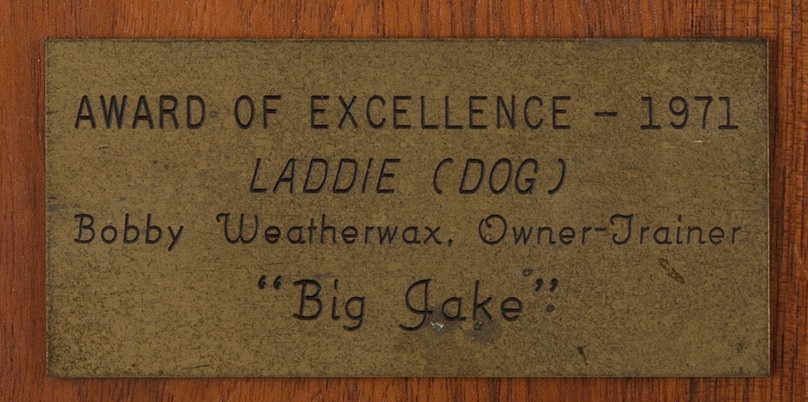 AWARD OF EXCELLENCE – 1971
LADDIE (DOG)
Bobby Weatherwax, Owner-Trainer
“Big Jake”